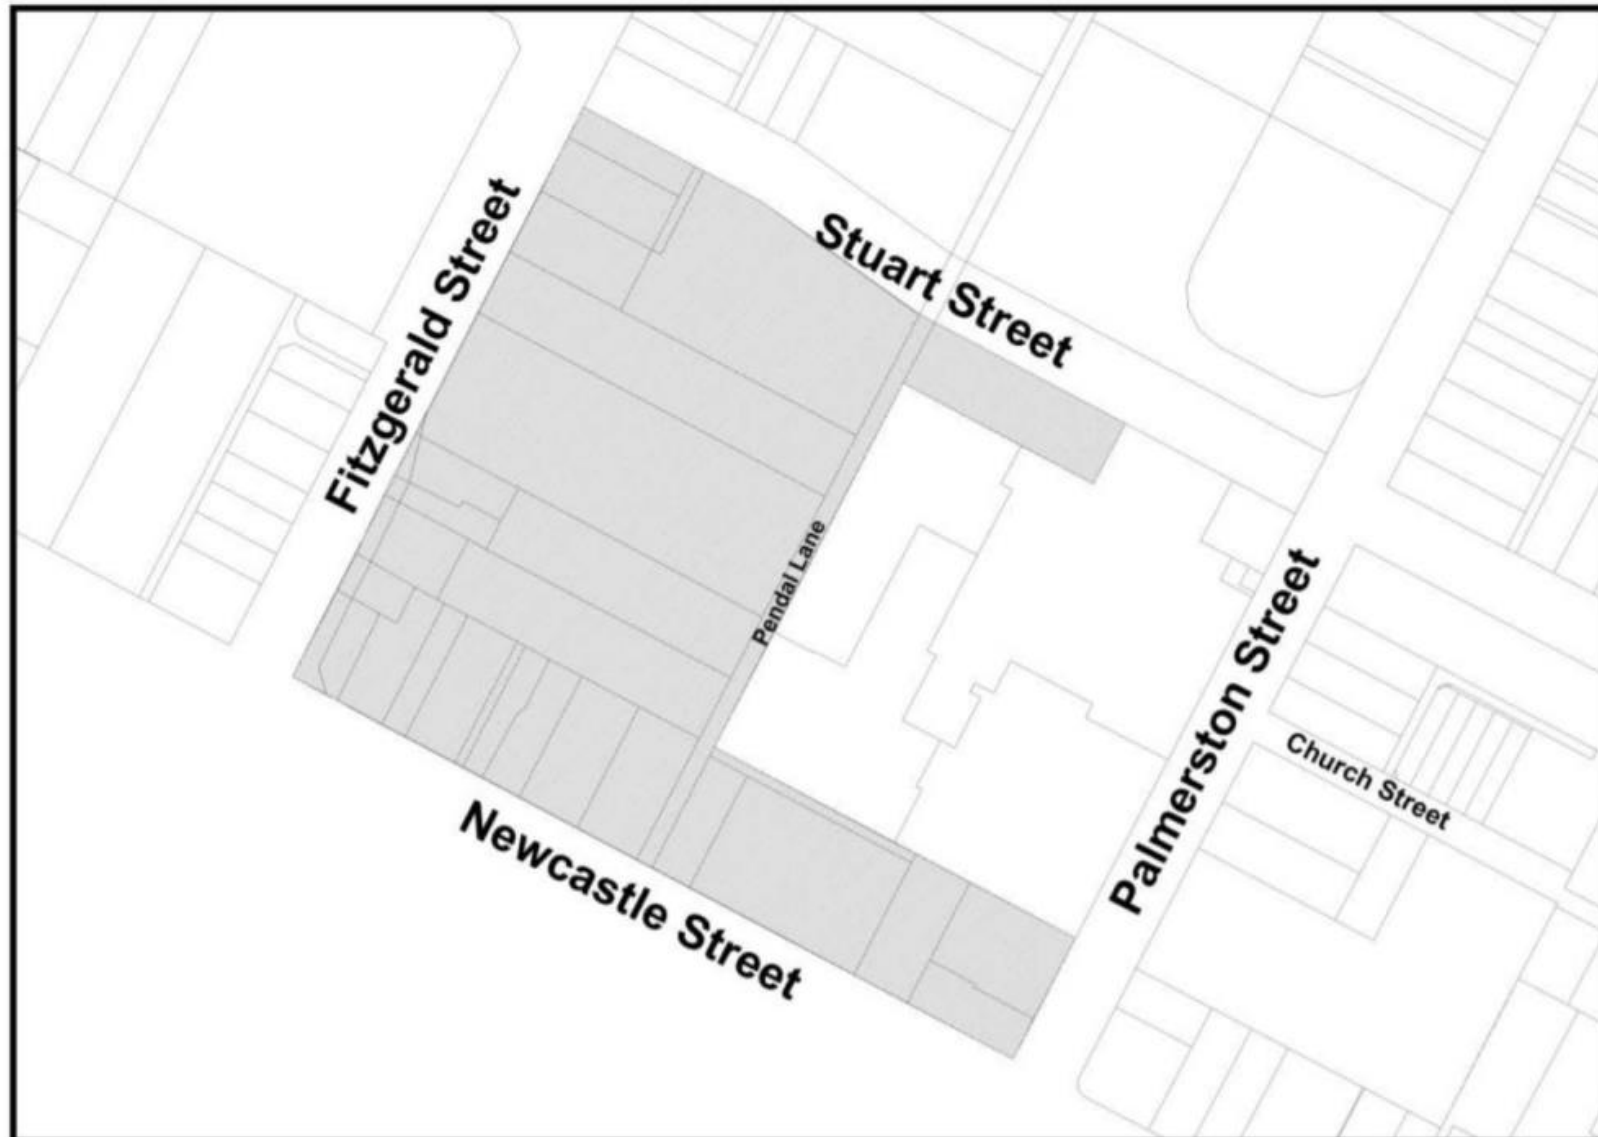 Fitzgerald Street
Stuart Street
Pendal Lane
Palmerston Street
Church Street
Newcastle Street